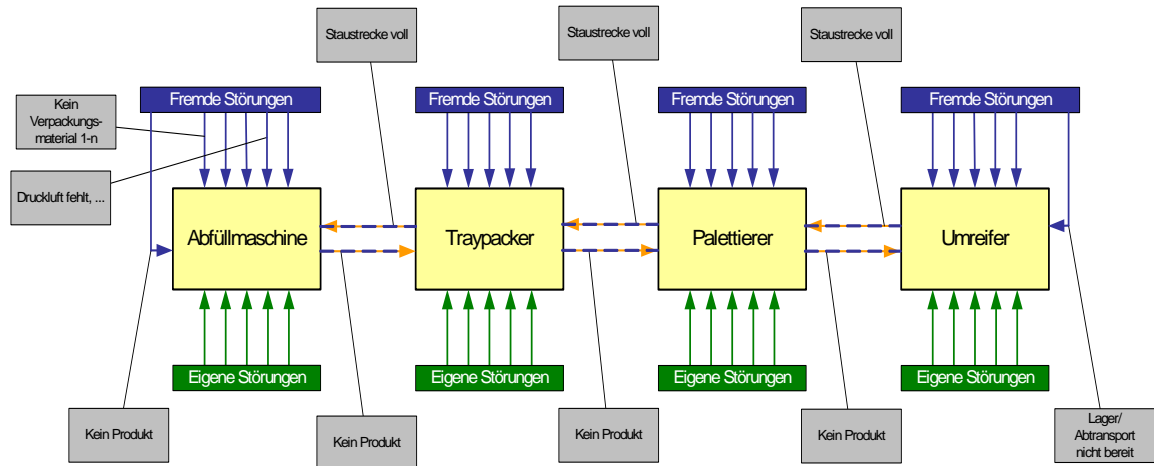 Staustrecke voll
Staustrecke voll
Staustrecke voll
Fremde Störungen
Fremde Störungen
Fremde Störungen
Fremde Störungen
Kein
Verpackungs-
material 1-n
Druckluft fehlt, ...
Abfüllmaschine
Traypacker
Palettierer
Umreifer
Eigene Störungen
Eigene Störungen
Eigene Störungen
Eigene Störungen
Kein Produkt
Kein Produkt
Kein Produkt
Kein Produkt
Lager/
Abtransport
nicht bereit